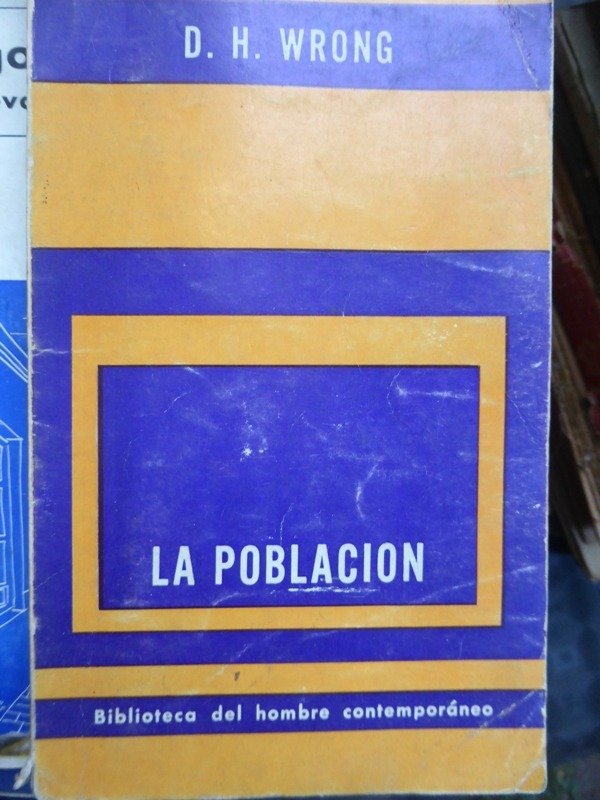 D. H. WRONG
LA POBLACION
Biblioteca del hombre contemporáneo